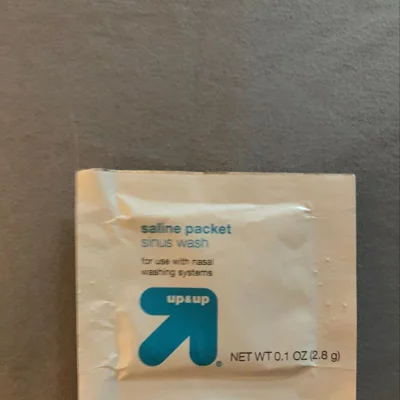 saline packet
sinus wash
for use with nasal
washing systems
up&up
®
NET WT 0.1 OZ (2.8 g)